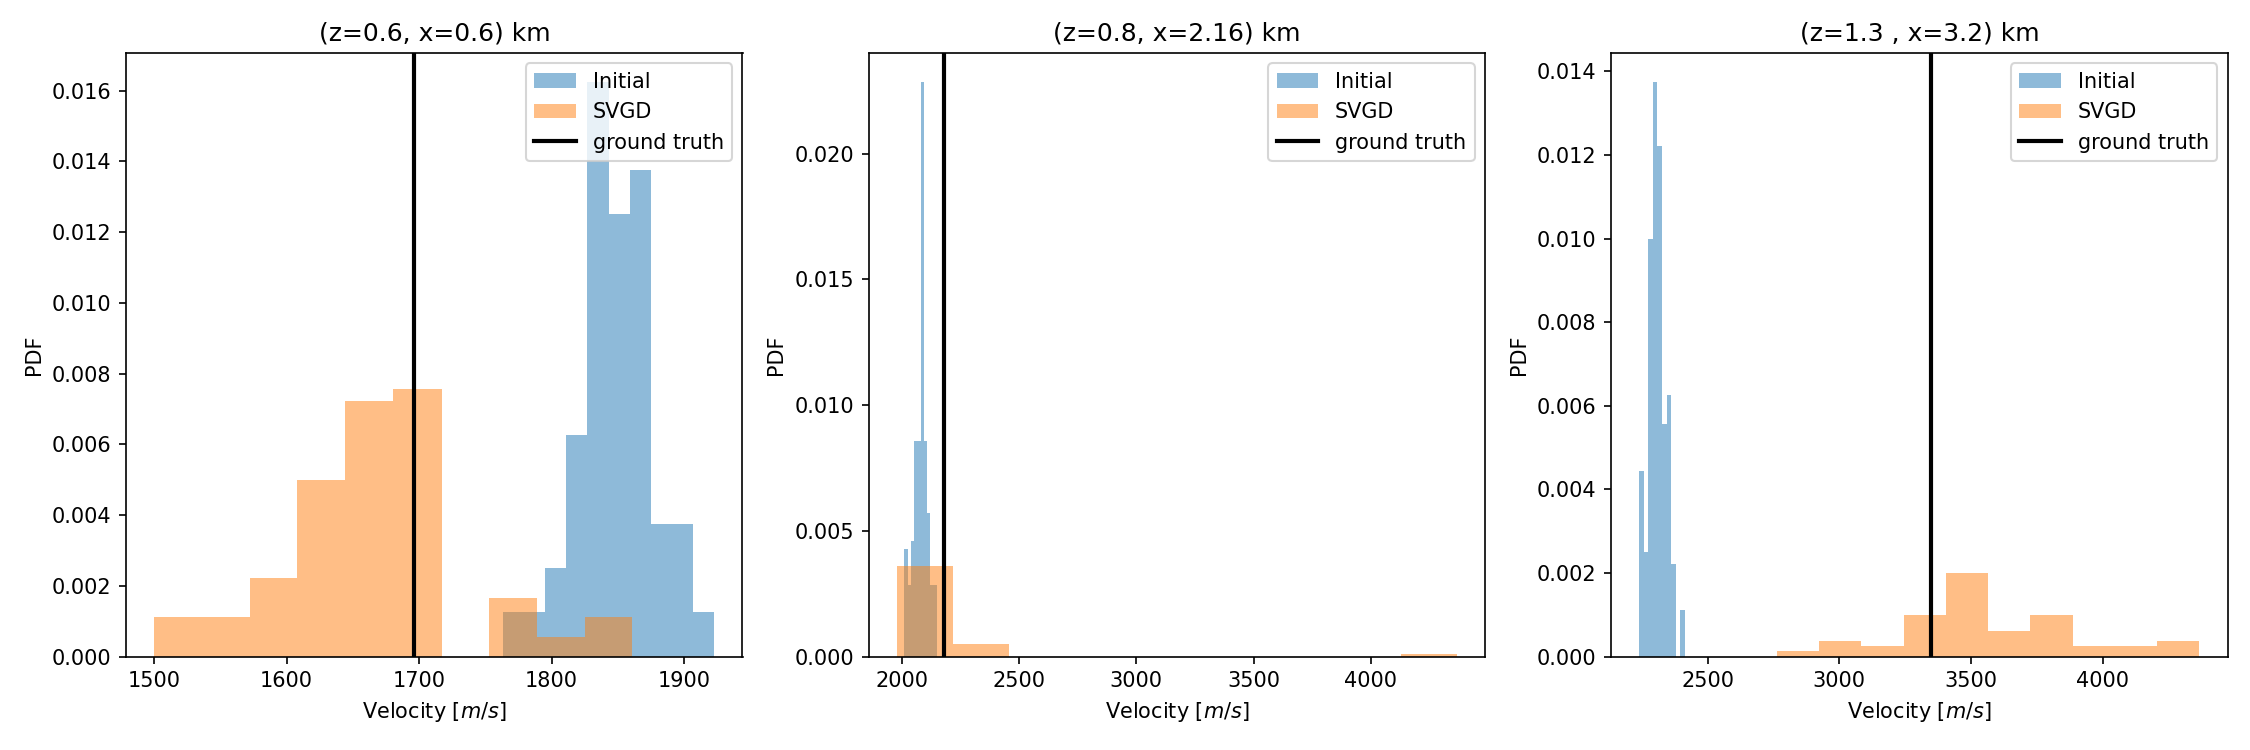 (z=0.6, x=0.6) km
Initial
SVGD
ground truth
PDF
0.016
0.014
0.012
0.010
0.008
0.006
0.004
0.002
0.000
1500 1600 1700 1800 1900
Velocity [m/s]
(z=0.8, x=2.16) km
Initial
SVGD
ground truth
PDF
0.020
0.015
0.010
0.005
0.000
2000 2500 3000 3500 4000
Velocity [m/s]
(z=1.3 , x=3.2) km
Initial
SVGD
ground truth
PDF
0.014
0.012
0.010
0.008
0.006
0.004
0.002
0.000
2500 3000 3500 4000
Velocity [m/s]